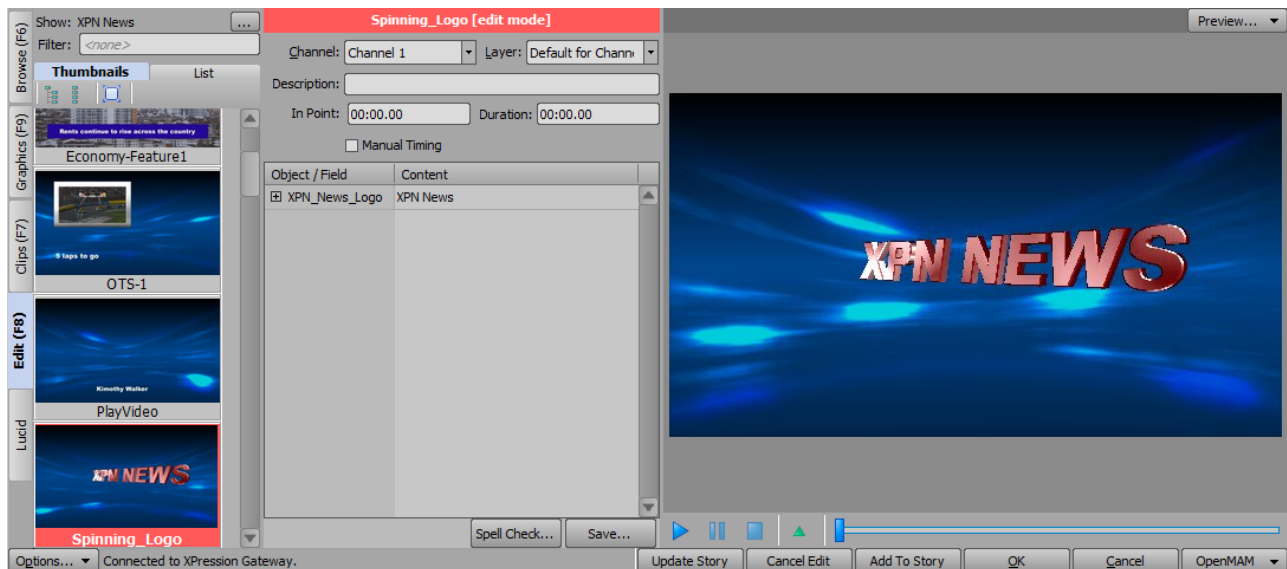 Show: XPN News
...
Filter: <none>
Thumbnails
List
Browse (F6)
Graphics (F9)
Clips (F7)
Edit (F8)
Lucid
Rents continue to rise across the country
Economy-Feature1
5 laps to go
OTS-1
Kimothy Walker
PlayVideo
XPN NEWS
Spinning_Logo
Spinning_Logo [edit mode]
Channel: Channel 1
Layer: Default for Chann
Description:
In Point: 00:00.00
Duration: 00:00.00
Manual Timing
Object / Field
Content
XPN_News_Logo
XPN News
Spell Check...
Save...
Preview...
XPN NEWS
Options...
Connected to XPression Gateway.
Update Story
Cancel Edit
Add To Story
OK
Cancel
OpenMAM